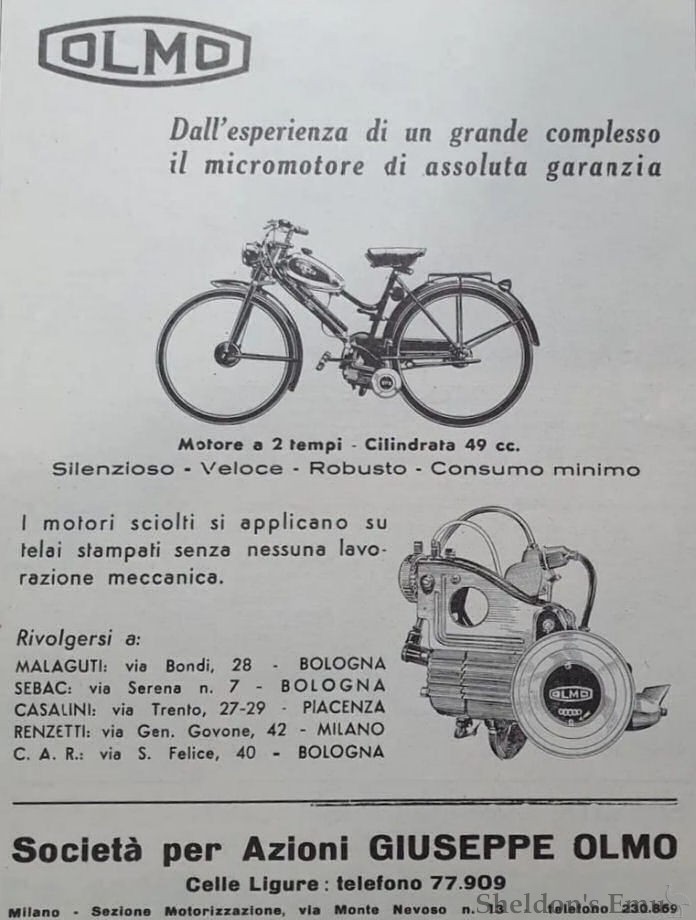 OLMO
Dall'esperienza di un grande complesso
il micromotore di assoluta garanzia
Motore a 2 tempi - Cilindrata 49 cc.
Silenzioso - Veloce - Robusto - Consumo minimo
I motori sciolti si applicano su
telai stampati senza nessuna lavo-
razione meccanica.
Rivolgersi a:
MALAGUTI: via Bondi, 28 - BOLOGNA
SEBAC: via Serena n. 7 - BOLOGNA
CASALINI: via Trento, 27-29 - PIACENZA
RENZETTI: via Gen. Govone, 42 - MILANO
C. A. R.: via S. Felice, 40 - BOLOGNA
OLMO
Società per Azioni GIUSEPPE OLMO
Celle Ligure: telefono 77.909
Milano - Sezione Motorizzazione, via Monte Nevoso n. 13 telefono 230.869
Sheldon's Emu